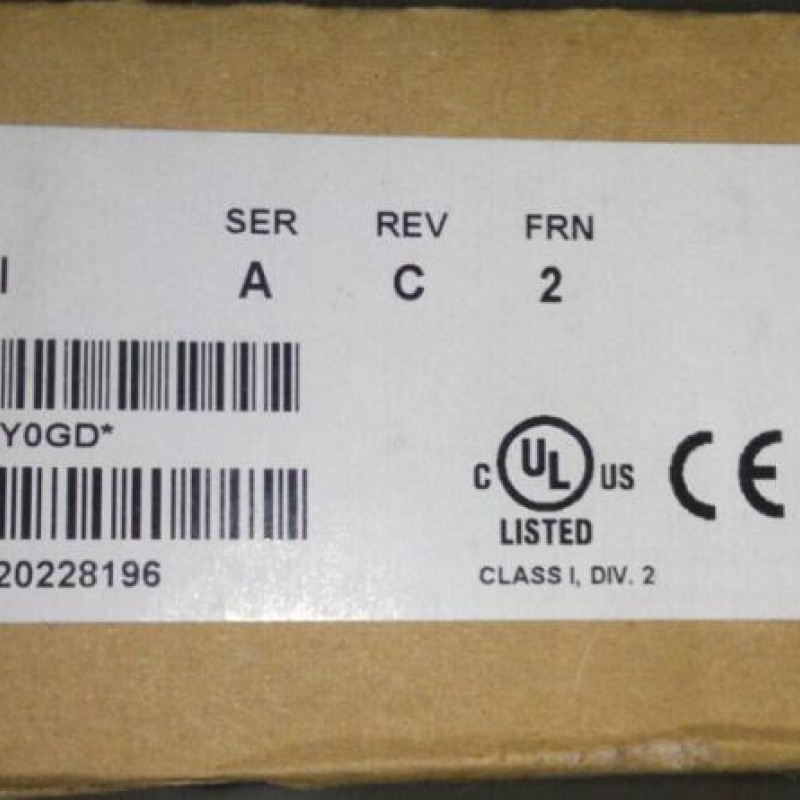 SER REV FRN
A C 2
Y0GD*
C UL US CE
LISTED
20228196
CLASS I, DIV. 2